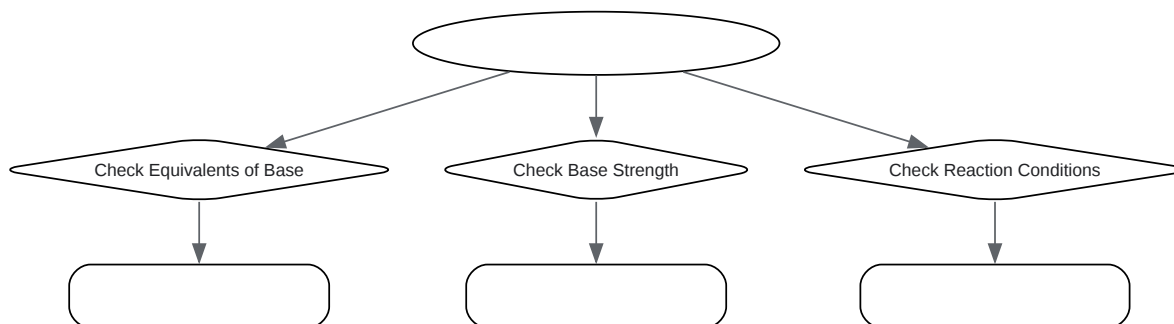 Check Equivalents of Base
Check Base Strength
Check Reaction Conditions